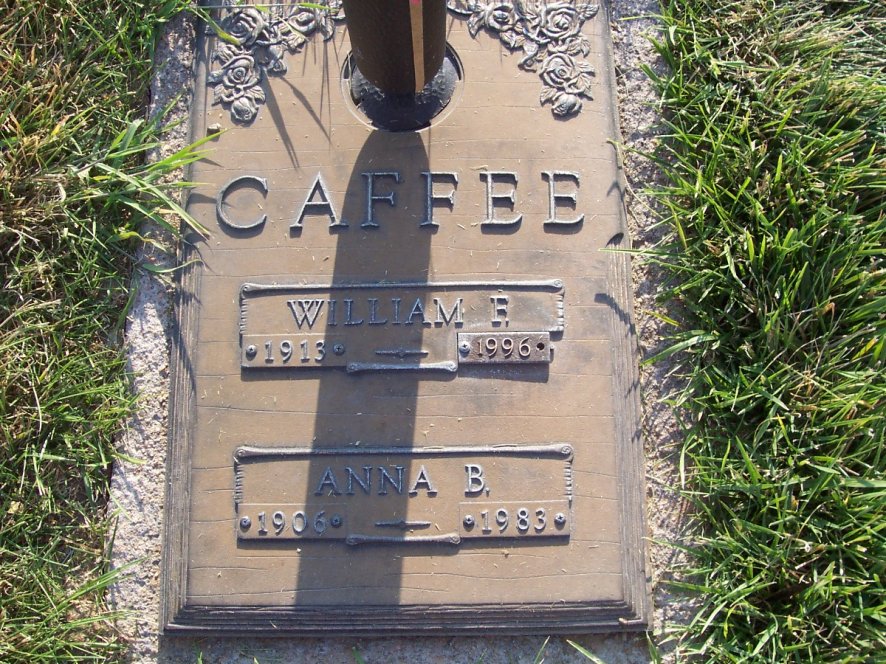 CAFFEE
WILLIAM F.
1913 1996
ANNA B.
1906 1983